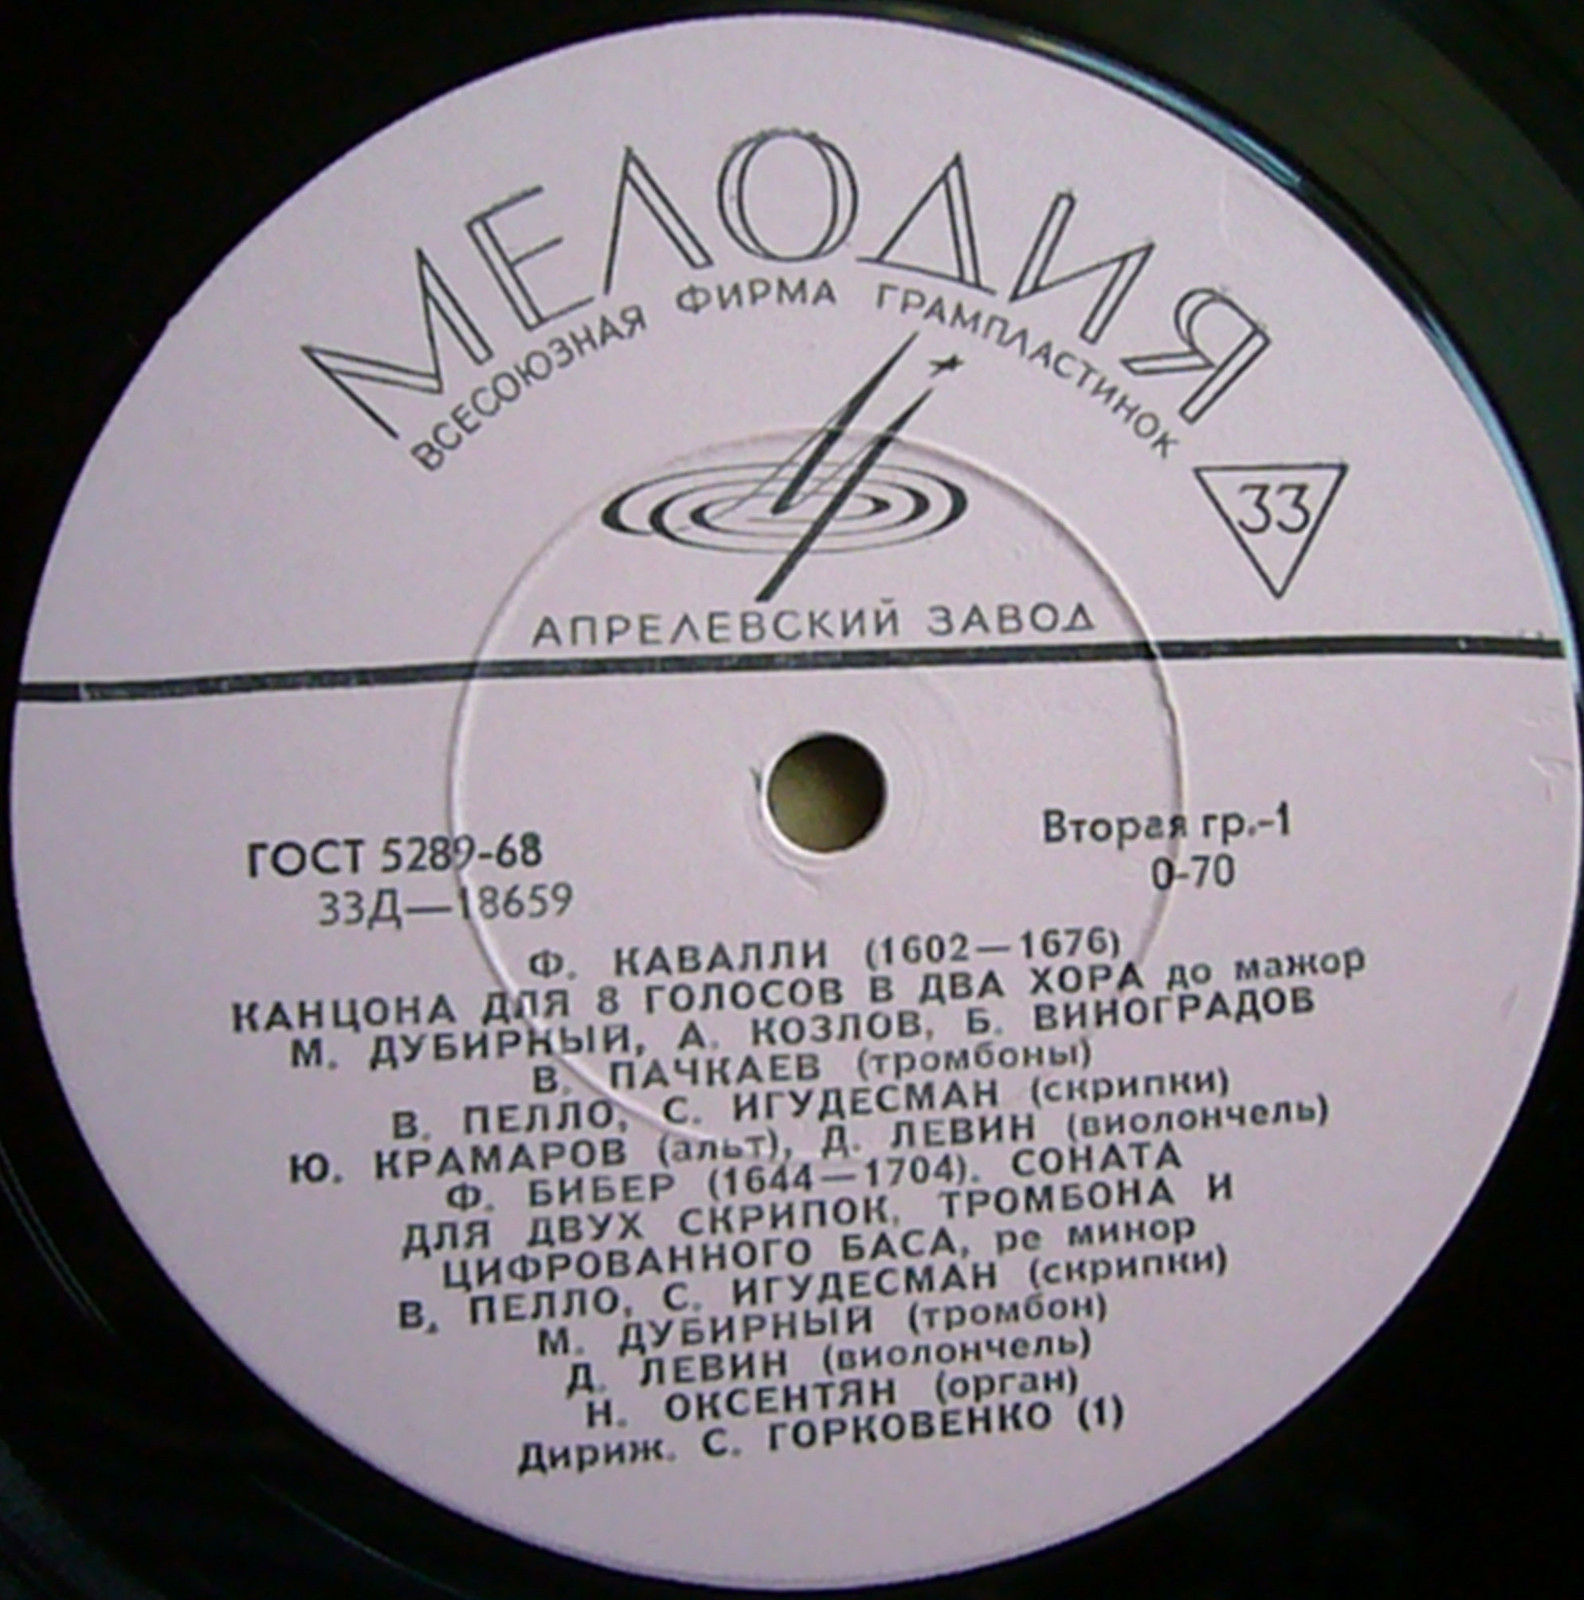 МЕЛОДИЯ
ВСЕСОЮЗНАЯ ФИРМА ГРАМПЛАСТИНОК
33
АПРЕЛЕВСКИЙ ЗАВОД
ГОСТ 5289-68
Вторая гр.-1
33Д—18659
0-70
Ф. КАВАЛЛИ (1602—1676)
КАНЦОНА ДЛЯ 8 ГОЛОСОВ В ДВА ХОРА до мажор
М. ДУБИРНЫЙ, А. КОЗЛОВ, Б. ВИНОГРАДОВ
В. ПАЧКАЕВ (тромбоны)
В. ПЕЛЛО, С. ИГУДЕСМАН (скрипки)
Ю. КРАМАРОВ (альт), Д. ЛЕВИН (виолончель)
Ф. БИБЕР (1644—1704). СОНАТА
ДЛЯ ДВУХ СКРИПОК, ТРОМБОНА И
ЦИФРОВАННОГО БАСА, ре минор
В. ПЕЛЛО, С. ИГУДЕСМАН (скрипки)
М. ДУБИРНЫЙ (тромбон)
Д. ЛЕВИН (виолончель)
Н. ОКСЕНТЯН (орган)
Дириж. С. ГОРКОВЕНКО (1)